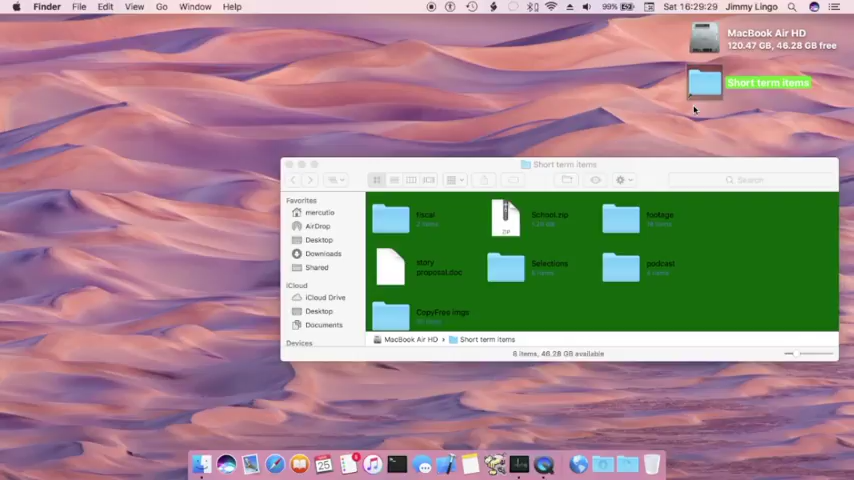 Finder File Edit View Go Window Help 99% Sat 16:29:29 Jimmy Lingo
MacBook Air HD
120.47 GB, 46.28 GB free
Short term items
Short term items
Search
Favorites
mercutio
AirDrop
Desktop
Downloads
Shared
iCloud
iCloud Drive
Desktop
Documents
Devices
fiscal
School.zip
ZIP
footage
story
proposal.doc
Selections
podcast
CopyFree imgs
MacBook Air HD Short term items
46.28 GB available
25